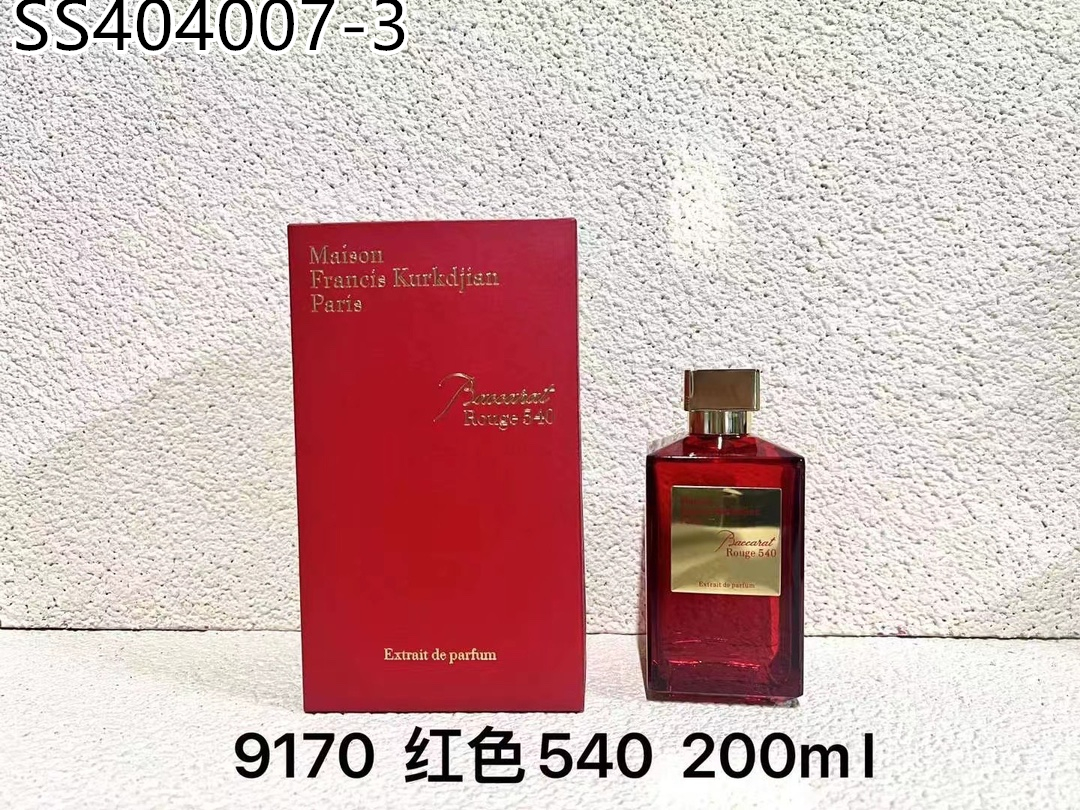 SS404007-3
Maison
Francis Kurkdjian
Paris
Baccarat
Rouge 540
Extrait de parfum
Baccarat
Rouge 540
Extrait de parfum
9170 红色540 200ml